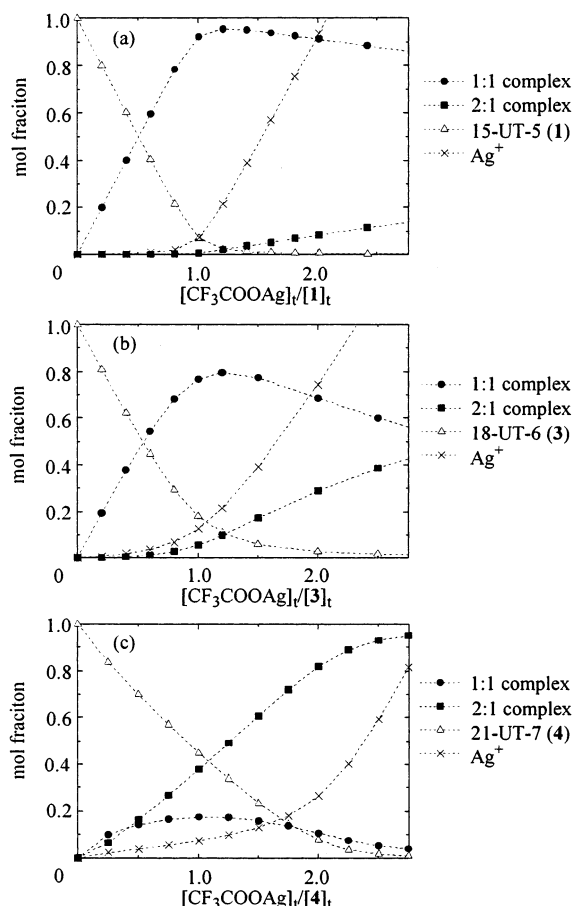 (a)
mol fraciton
1.0
0.8
0.6
0.4
0.2
0
1.0
2.0
[CF₃COOAg]ₜ/[1]ₜ
1:1 complex
2:1 complex
15-UT-5 (1)
Ag⁺
(b)
mol fraciton
1.0
0.8
0.6
0.4
0.2
0
1.0
2.0
[CF₃COOAg]ₜ/[3]ₜ
1:1 complex
2:1 complex
18-UT-6 (3)
Ag⁺
(c)
mol fraciton
1.0
0.8
0.6
0.4
0.2
0
1.0
2.0
[CF₃COOAg]ₜ/[4]ₜ
1:1 complex
2:1 complex
21-UT-7 (4)
Ag⁺